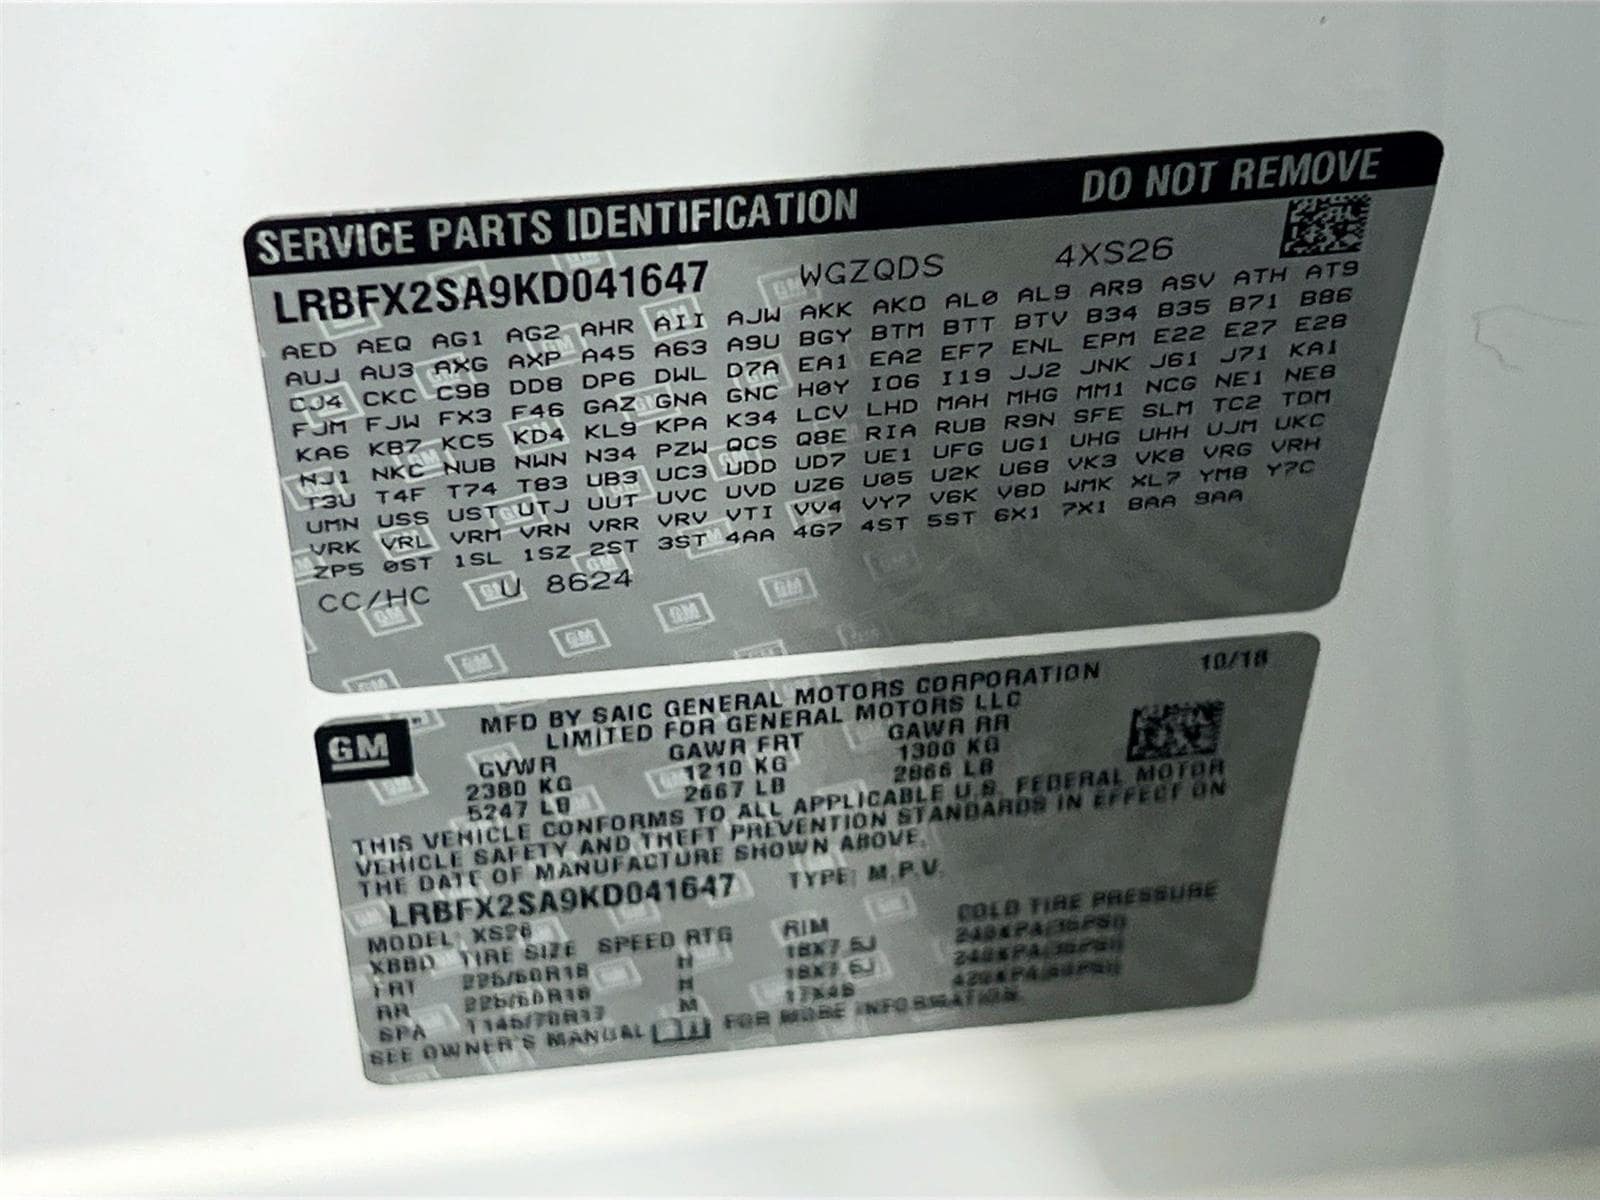 SERVICE PARTS IDENTIFICATION DO NOT REMOVE
LRBFX2SA9KD041647 WGZQDS 4XS26
AED AEQ AG1 AG2 AHR AII AJW AKK AKO AL0 AL9 AR9 ASV ATH AT9
AUJ AU3 AXG AXP A45 A63 A9U BGY BTM BTT BTV B34 B35 B71 B86
CJ4 CKC C9B DD8 DP6 DWL D7A EA1 EA2 EF7 ENL EPM E22 E27 E28
FJM FJW FX3 F46 GAZ GNA GNC H0Y IO6 I19 JJ2 JNK J61 J71 KA1
KA6 KB7 KC5 KD4 KL9 KPA K34 LCV LHD MAH MHG MM1 NCG NE1 NE8
NJ1 NKC NUB NWN N34 PZW QCS Q8E RIA RUB R9N SFE SLM TC2 TDM
T3U T4F T74 T83 UB3 UC3 UDD UD7 UE1 UFG UG1 UHG UHH UJM UKC
UMN USS UST UTJ UUT UVC UVD UZ6 U05 U2K U68 VK3 VK8 VRG VRH
VRK VRL VRM VRN VRR VRV VTI VV4 VY7 V6K V8D WMK XL7 YM8 Y7C
ZP5 0ST 1SL 1SZ 2ST 3ST 4AA 4G7 4ST 5ST 6X1 7X1 8AA 9AA
CC/HC U 8624
GM
MFD BY SAIC GENERAL MOTORS CORPORATION 10/18
LIMITED FOR GENERAL MOTORS LLC
GVWR GAWR FRT GAWR RR
2380 KG 1210 KG 1300 KG
5247 LB 2667 LB 2866 LB
THIS VEHICLE CONFORMS TO ALL APPLICABLE U.S. FEDERAL MOTOR
VEHICLE SAFETY AND THEFT PREVENTION STANDARDS IN EFFECT ON
THE DATE OF MANUFACTURE SHOWN ABOVE.
LRBFX2SA9KD041647 TYPE: M.P.V.
MODEL: XS26
TIRE SIZE SPEED RTG RIM COLD TIRE PRESSURE
FRT 225/60R18 H 18X7.5J
RR 225/60R18 H 18X7.5J
SPA T145/70R17 M
SEE OWNER'S MANUAL FOR MORE INFORMATION.